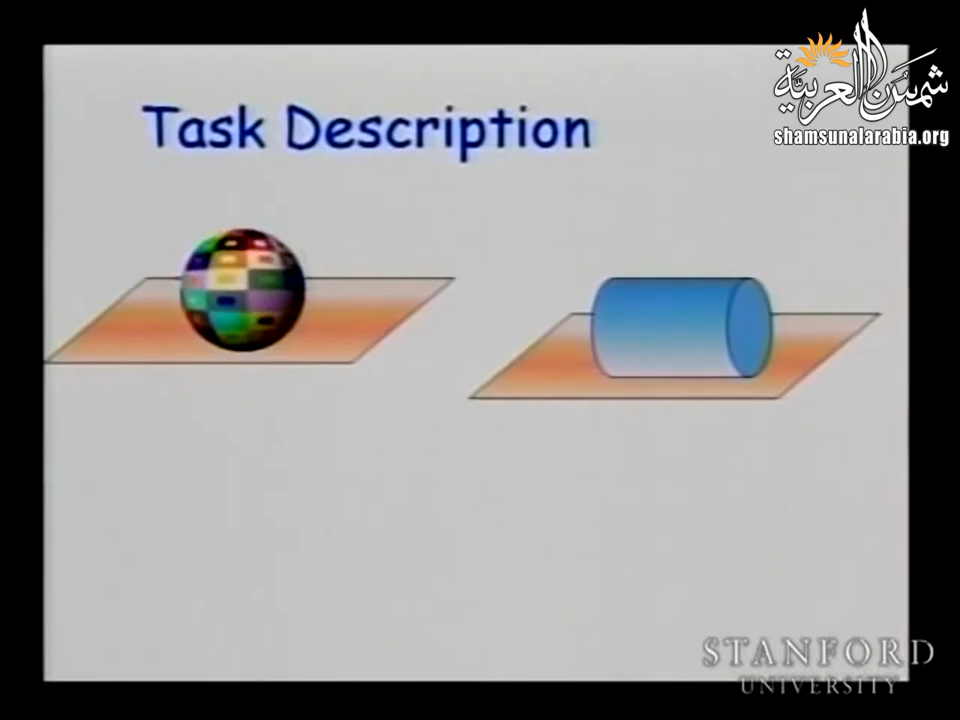 شمس العربية
shamsunalarabia.org
Task Description
STANFORD
UNIVERSITY